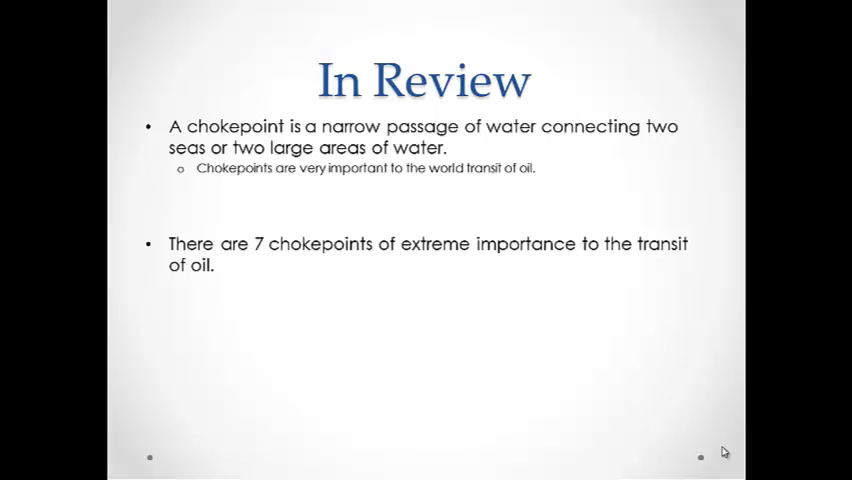 In Review
• A chokepoint is a narrow passage of water connecting two
seas or two large areas of water.
o Chokepoints are very important to the world transit of oil.
• There are 7 chokepoints of extreme importance to the transit
of oil.